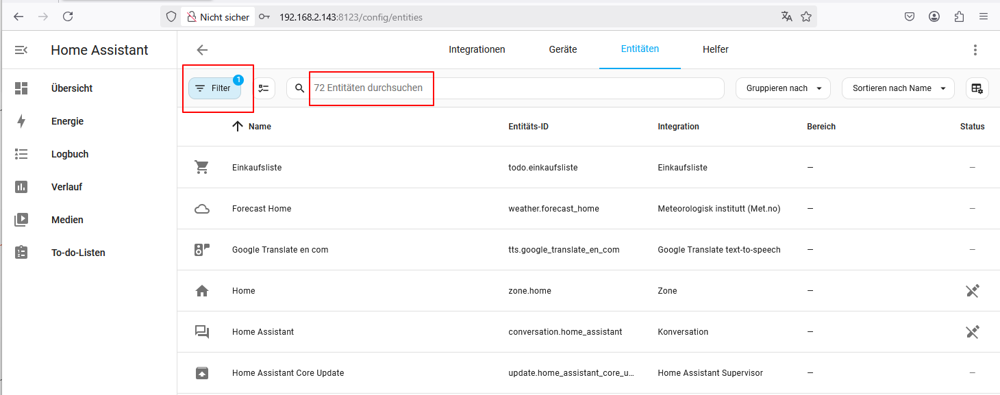 Nicht sicher 192.168.2.143:8123/config/entities
Home Assistant
Integrationen Geräte Entitäten Helfer
Filter 1 72 Entitäten durchsuchen Gruppieren nach Sortieren nach Name
Übersicht
Energie
Logbuch
Verlauf
Medien
To-do-Listen
Name Entitäts-ID Integration Bereich Status
Einkaufsliste todo.einkaufsliste Einkaufsliste — —
Forecast Home weather.forecast_home Meteorologisk institutt (Met.no) — —
Google Translate en com tts.google_translate_en_com Google Translate text-to-speech — —
Home zone.home Zone —
Home Assistant conversation.home_assistant Konversation —
Home Assistant Core Update update.home_assistant_core_u... Home Assistant Supervisor — —